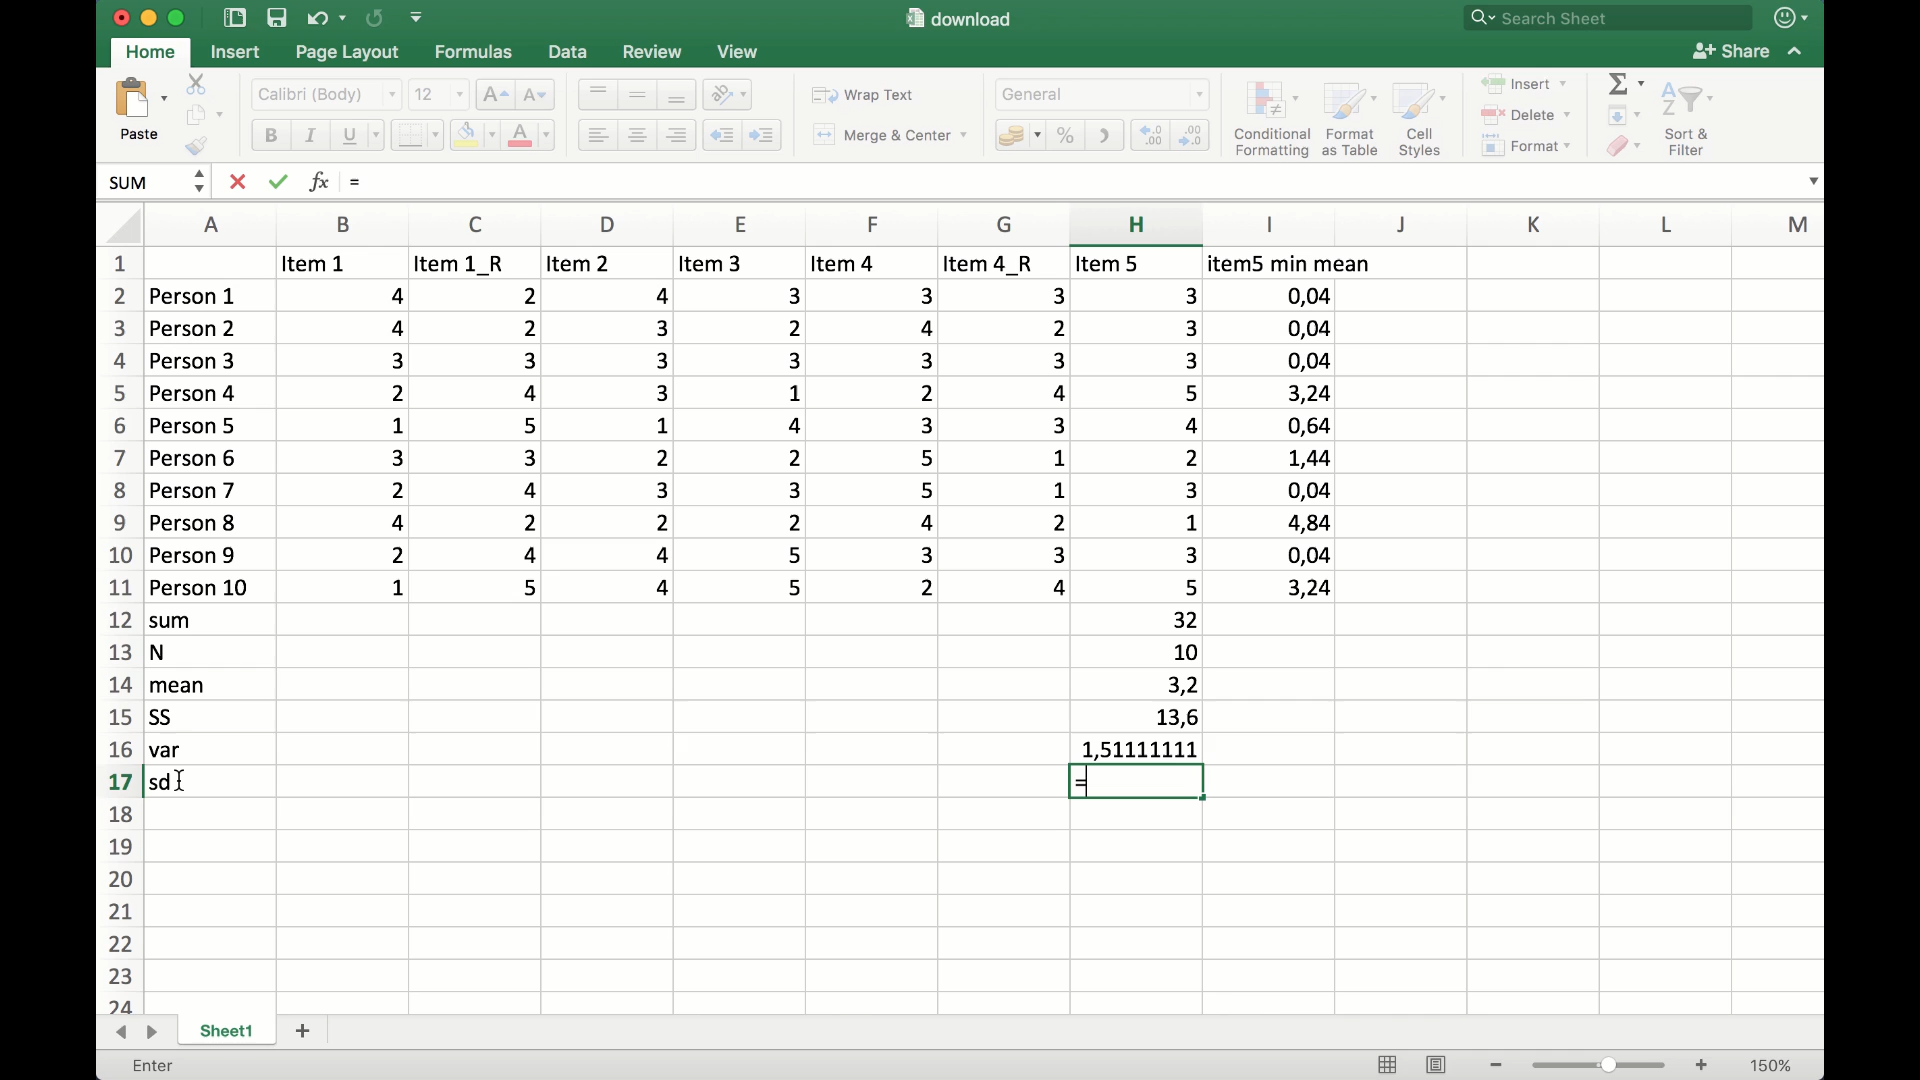 download
Search Sheet
Home Insert Page Layout Formulas Data Review View Share
Paste
Calibri (Body) 12
Wrap Text
Merge & Center
General
Conditional Formatting
Format as Table
Cell Styles
Insert
Delete
Format
Sort & Filter
SUM fx =
A B C D E F G H I J K L M
1 Item 1 Item 1_R Item 2 Item 3 Item 4 Item 4_R Item 5 item5 min mean
2 Person 1 4 2 4 3 3 3 3 0,04
3 Person 2 4 2 3 2 4 2 3 0,04
4 Person 3 3 3 3 3 3 3 3 0,04
5 Person 4 2 4 3 1 2 4 5 3,24
6 Person 5 1 5 1 4 3 3 4 0,64
7 Person 6 3 3 2 2 5 1 2 1,44
8 Person 7 2 4 3 3 5 1 3 0,04
9 Person 8 4 2 2 2 4 2 1 4,84
10 Person 9 2 4 4 5 3 3 3 0,04
11 Person 10 1 5 4 5 2 4 5 3,24
12 sum 32
13 N 10
14 mean 3,2
15 SS 13,6
16 var 1,51111111
17 sd =
18
19
20
21
22
23
24
Sheet1
Enter 150%